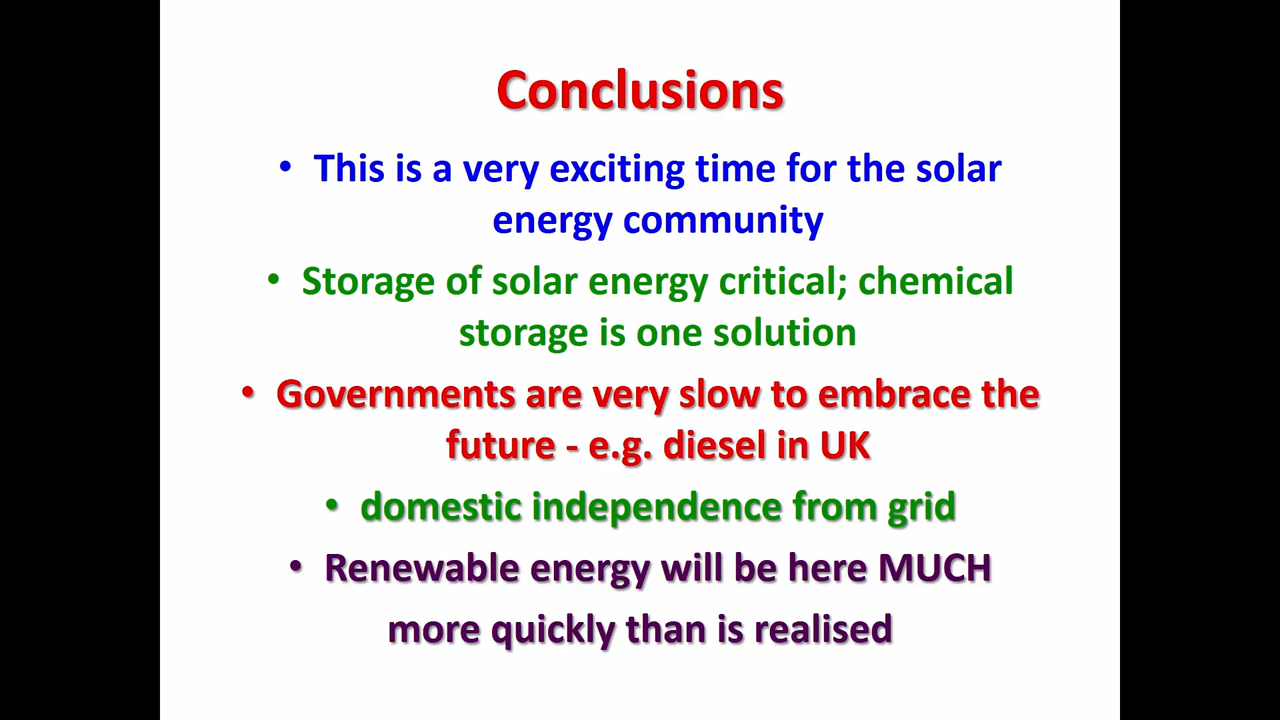 Conclusions
• This is a very exciting time for the solar
energy community
• Storage of solar energy critical; chemical
storage is one solution
• Governments are very slow to embrace the
future - e.g. diesel in UK
• domestic independence from grid
• Renewable energy will be here MUCH
more quickly than is realised